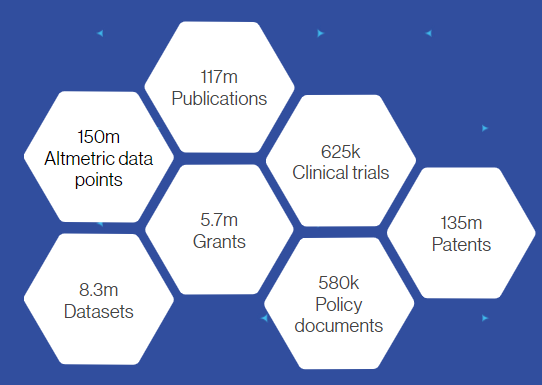 117m
Publications
150m
Altmetric data
points
625k
Clinical trials
5.7m
Grants
135m
Patents
8.3m
Datasets
580k
Policy
documents